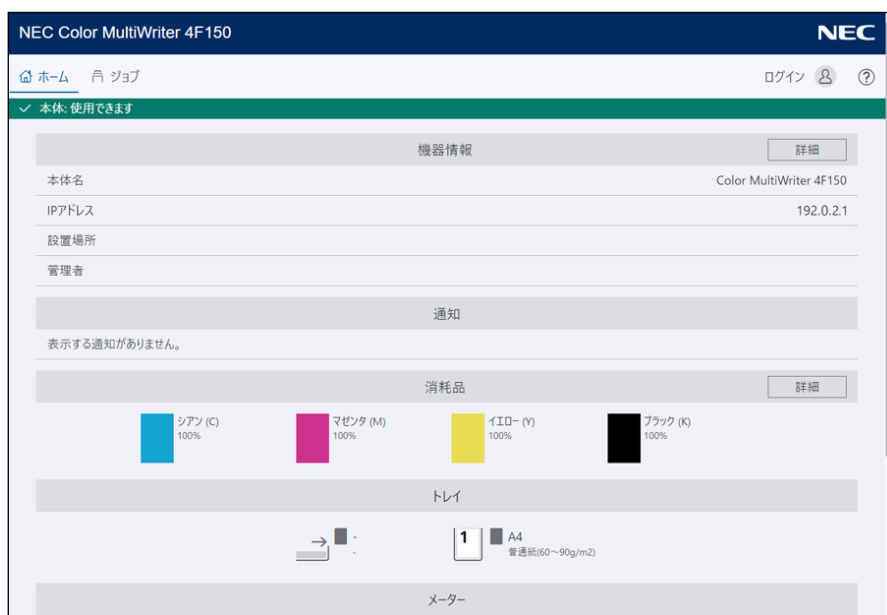 NEC Color MultiWriter 4F150 NEC
ホーム ジョブ ログイン ?
本体: 使用できます
機器情報 詳細
本体名 Color MultiWriter 4F150
IPアドレス 192.0.2.1
設置場所
管理者
通知
表示する通知がありません。
消耗品 詳細
シアン (C) マゼンタ (M) イエロー (Y) ブラック (K)
100% 100% 100% 100%
トレイ
- 1 A4
- 普通紙(60～90g/m2)
メーター